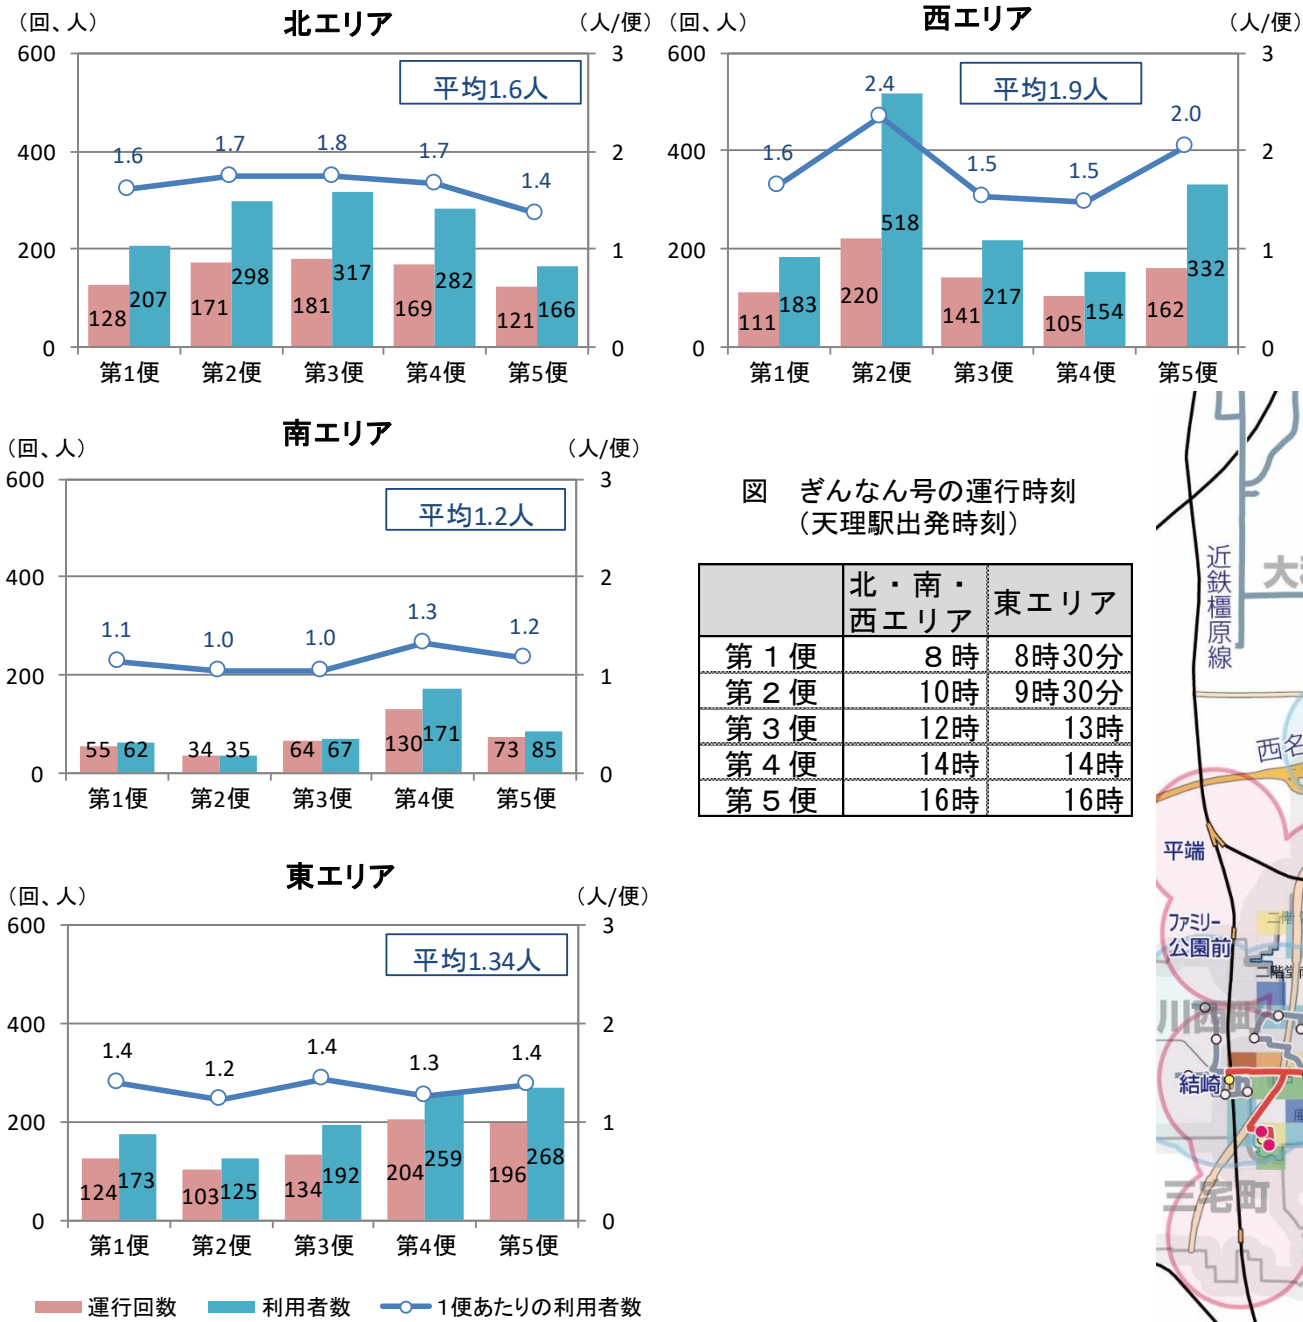 北エリア
（回、人）
（人/便）
平均1.6人
600
400
200
0
3
2
1
0
1.6
1.7
1.8
1.7
1.4
128
207
171
298
181
317
169
282
121
166
第1便
第2便
第3便
第4便
第5便
西エリア
（回、人）
（人/便）
平均1.9人
600
400
200
0
3
2
1
0
1.6
2.4
1.5
1.5
2.0
111
183
220
518
141
217
105
154
162
332
第1便
第2便
第3便
第4便
第5便
南エリア
（回、人）
（人/便）
平均1.2人
600
400
200
0
3
2
1
0
1.1
1.0
1.0
1.3
1.2
55
62
34
35
64
67
130
171
73
85
第1便
第2便
第3便
第4便
第5便
図　ぎんなん号の運行時刻
（天理駅出発時刻）
北・南・
西エリア
東エリア
第１便 8時 8時30分
第２便 10時 9時30分
第３便 12時 13時
第４便 14時 14時
第５便 16時 16時
東エリア
（回、人）
（人/便）
平均1.34人
600
400
200
0
3
2
1
0
1.4
1.2
1.4
1.3
1.4
124
173
103
125
134
192
204
259
196
268
第1便
第2便
第3便
第4便
第5便
運行回数
利用者数
1便あたりの利用者数
近鉄橿原線
大
西名
平端
ファミリー
公園前
二階堂
川西町
結崎
三宅町